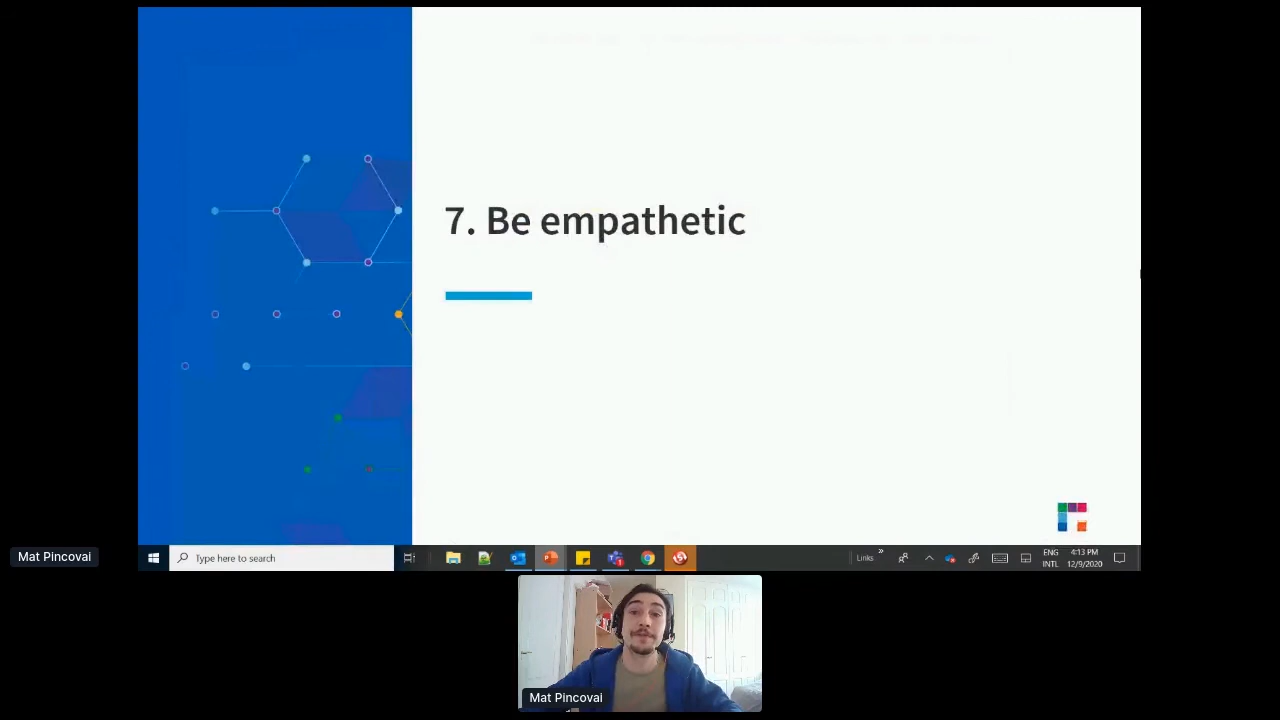 7. Be empathetic
Mat Pincovai
Type here to search
Links
»
ENG
INTL
4:13 PM
12/9/2020
Mat Pincovai